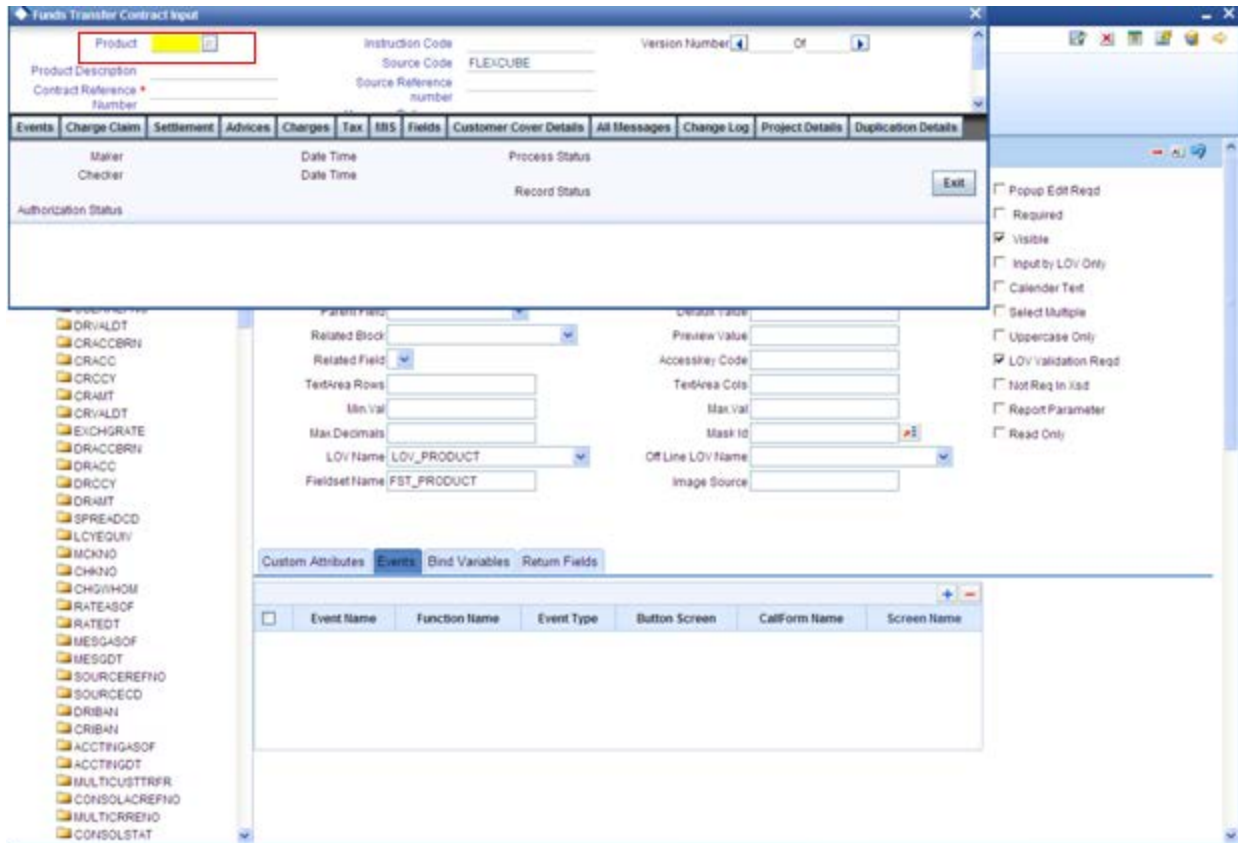 Funds Transfer Contract Input
Product
Instruction Code
Version Number
Of
Product Description
Source Code FLEXCUBE
Contract Reference *
Number
Source Reference
number
Events Charge Claim Settlement Advices Charges Tax MIS Fields Customer Cover Details All Messages Change Log Project Details Duplication Details
Maker
Date Time
Process Status
Checker
Date Time
Record Status
Exit
Authorization Status
Popup Edit Reqd
Required
Visible
Input by LOV Only
Calender Text
Select Multiple
Uppercase Only
LOV Validation Reqd
Not Req In Xsd
Report Parameter
Read Only
DRVALDT
CRACCBRN
CRACC
CRCCY
CRAMT
CRVALDT
EXCHGRATE
DRACCBRN
DRACC
DRCCY
DRAMT
SPREADCD
LCYEQUIV
MCKNO
CHKNO
CHGWHOM
RATEASOF
RATEDT
MESGASOF
MESGDT
SOURCEREFNO
SOURCECD
DRIBAN
CRIBAN
ACCTINGASOF
ACCTINGDT
MULTICUSTTRFR
CONSOLACREFNO
MULTICRRENO
CONSOLSTAT
Parent Field
Default Value
Related Block
Preview Value
Related Field
Accesskey Code
TextArea Rows
TextArea Cols
Min.Val
Max.Val
Max.Decimals
Mask Id
LOV Name LOV_PRODUCT
Off Line LOV Name
Fieldset Name FST_PRODUCT
Image Source
Custom Attributes Events Bind Variables Return Fields
Event Name Function Name Event Type Button Screen CallForm Name Screen Name